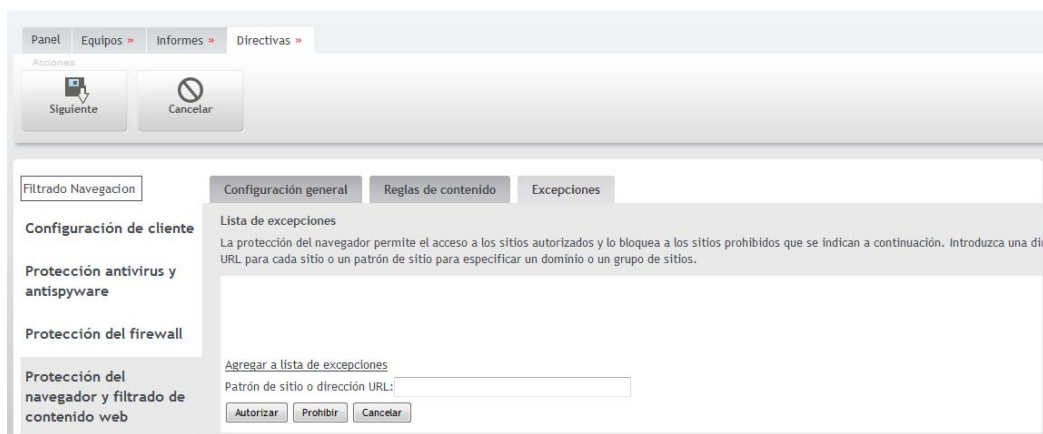 Panel Equipos » Informes » Directivas »
Acciones
Siguiente Cancelar
Filtrado Navegacion
Configuración general Reglas de contenido Excepciones
Configuración de cliente
Protección antivirus y
antispyware
Protección del firewall
Protección del
navegador y filtrado de
contenido web
Lista de excepciones
La protección del navegador permite el acceso a los sitios autorizados y lo bloquea a los sitios prohibidos que se indican a continuación. Introduzca una
URL para cada sitio o un patrón de sitio para especificar un dominio o un grupo de sitios.
Agregar a lista de excepciones
Patrón de sitio o dirección URL:
Autorizar Prohibir Cancelar